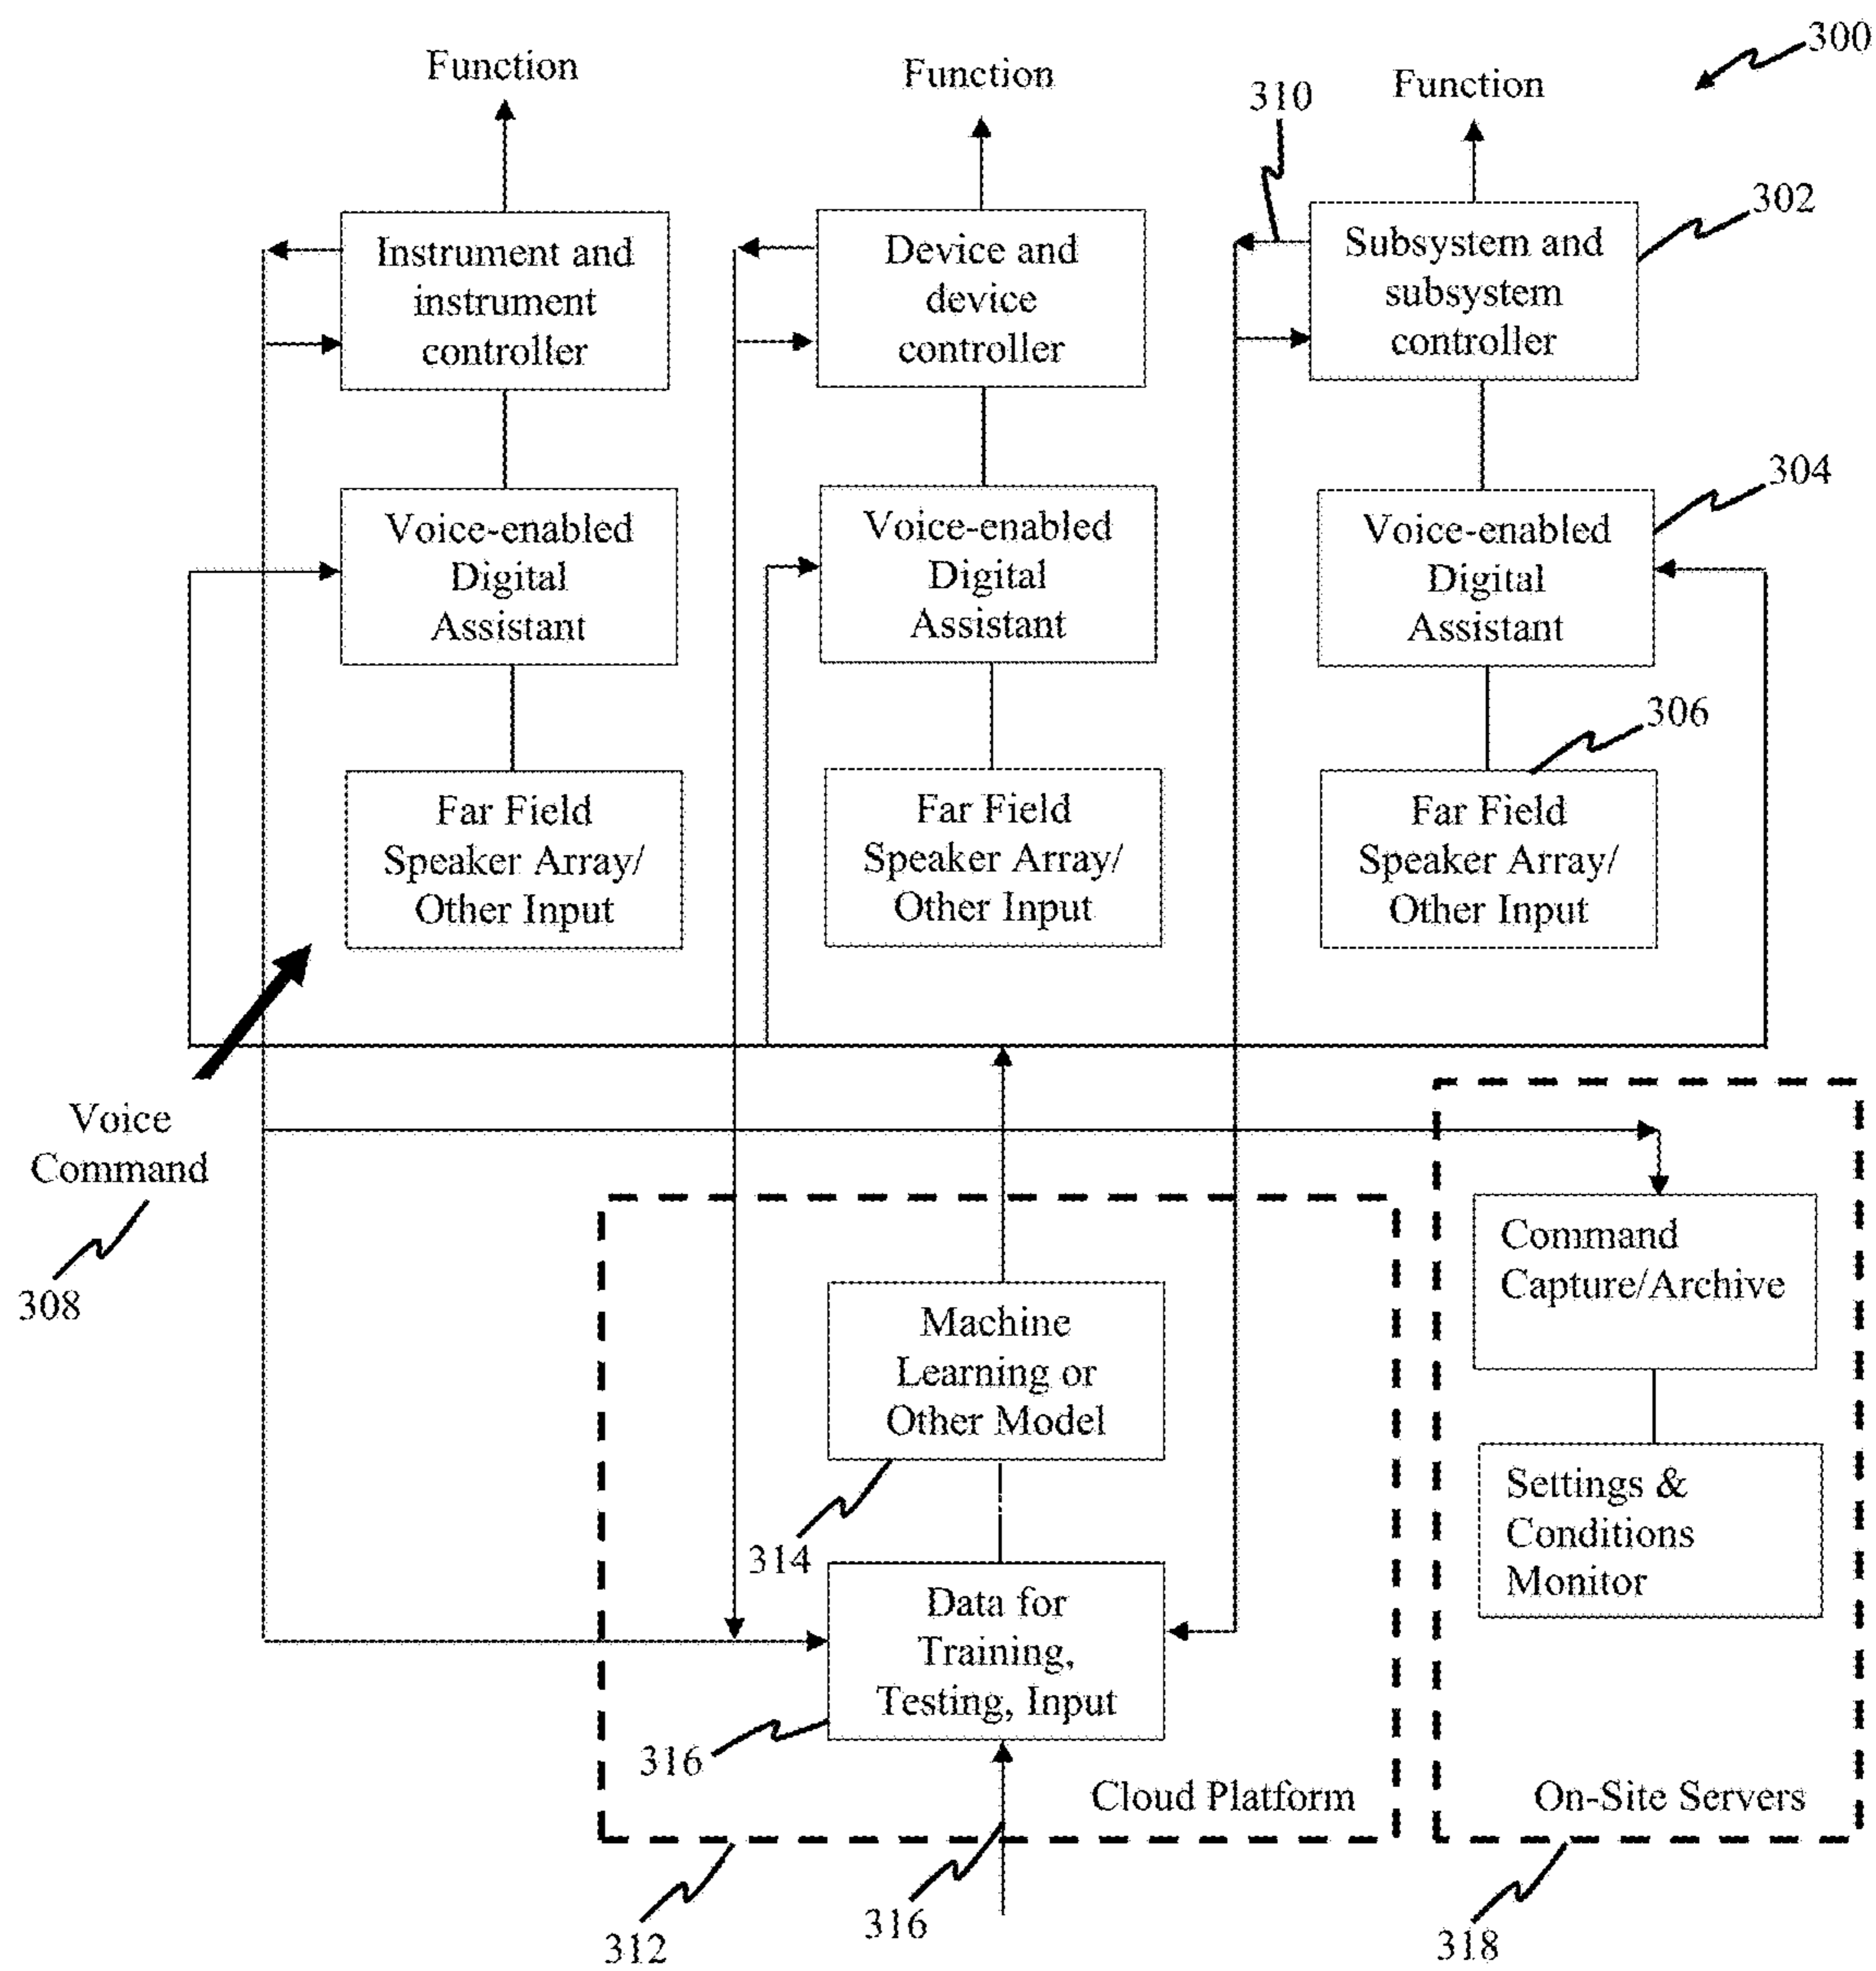 300
Function
Function
Function
310
302
Instrument and
instrument
controller
Device and
device
controller
Subsystem and
subsystem
controller
304
Voice-enabled
Digital
Assistant
Voice-enabled
Digital
Assistant
Voice-enabled
Digital
Assistant
306
Far Field
Speaker Array/
Other Input
Far Field
Speaker Array/
Other Input
Far Field
Speaker Array/
Other Input
Voice
Command
308
Command
Capture/Archive
Machine
Learning or
Other Model
314
Settings &
Conditions
Monitor
Data for
Training,
Testing, Input
316
Cloud Platform
On-Site Servers
312
316
318